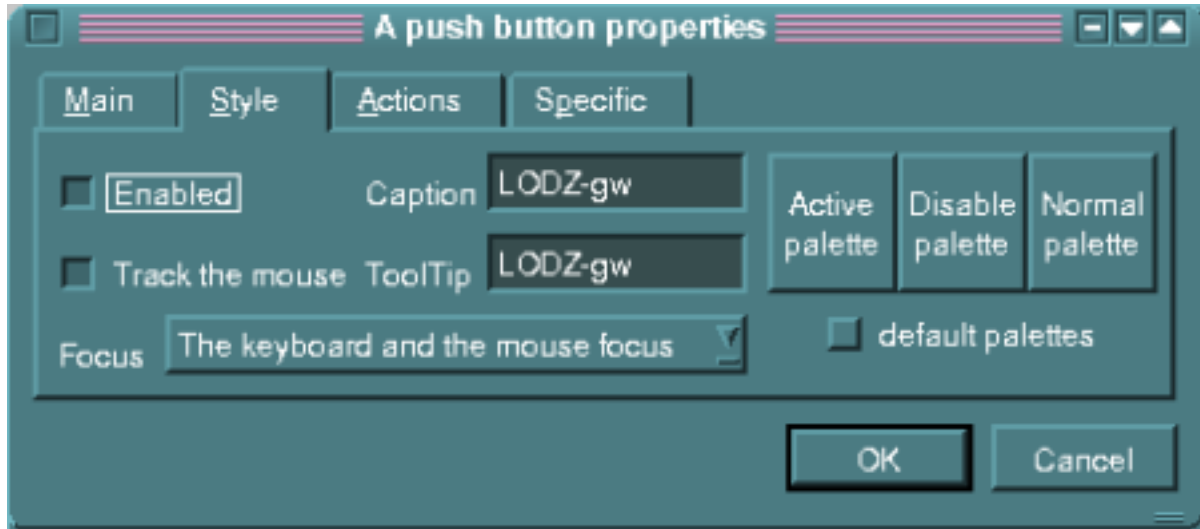 A push button properties
Main Style Actions Specific
Enabled Caption LODZ-gw
Track the mouse ToolTip LODZ-gw
Focus The keyboard and the mouse focus
Active palette
Disable palette
Normal palette
default palettes
OK Cancel